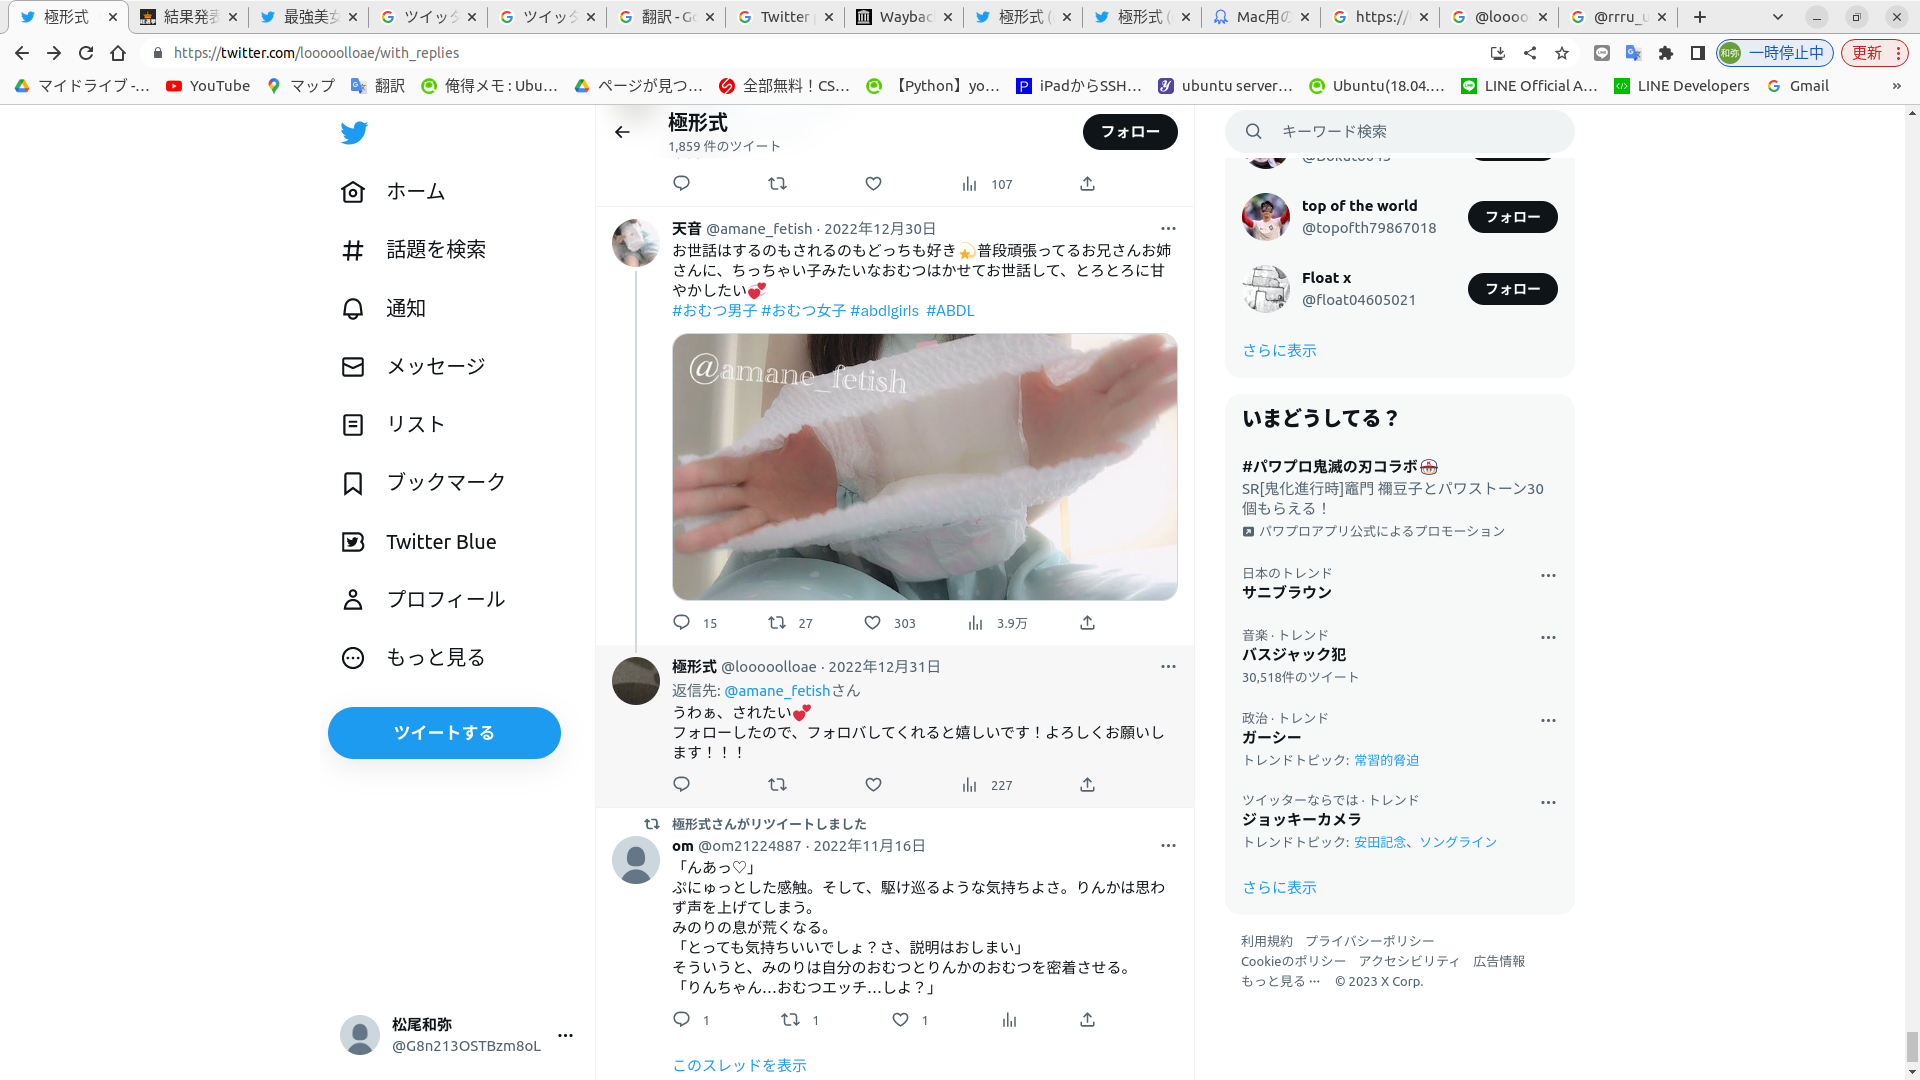 極形式
結果発表
最強美女
ツイッタ
ツイッタ
翻訳 - Go
Twitter p
Wayback
極形式 (
極形式 (
Mac用の
https://t
@loooo
@rrru_u
https://twitter.com/looooolloae/with_replies
和弥
一時停止中
更新
マイドライブ -...
YouTube
マップ
翻訳
俺得メモ : Ubu...
ページが見つ...
全部無料！CS...
【Python】yo...
iPadからSSH...
ubuntu server...
Ubuntu(18.04....
LINE Official A...
LINE Developers
Gmail
»
ホーム
話題を検索
通知
メッセージ
リスト
ブックマーク
Twitter Blue
プロフィール
もっと見る
ツイートする
松尾和弥
@G8n213OSTBzm8oL
極形式
1,859 件のツイート
フォロー
107
天音 @amane_fetish · 2022年12月30日
お世話はするのもされるのもどっちも好き💫普段頑張ってるお兄さんお姉
さんに、ちっちゃい子みたいなおむつはかせてお世話して、とろとろに甘
やかしたい💞
#おむつ男子 #おむつ女子 #abdlgirls #ABDL
@amane_fetish
15 27 303 3.9万
極形式 @looooolloae · 2022年12月31日
返信先: @amane_fetishさん
うわぁ、されたい💕
フォローしたので、フォロバしてくれると嬉しいです！よろしくお願いし
ます！！！
227
極形式さんがリツイートしました
om @om21224887 · 2022年11月16日
「んあっ♡」
ぷにゅっとした感触。そして、駆け巡るような気持ちよさ。りんかは思わ
ず声を上げてしまう。
みのりの息が荒くなる。
「とっても気持ちいいでしょ？さ、説明はおしまい」
そういうと、みのりは自分のおむつとりんかのおむつを密着させる。
「りんちゃん…おむつエッチ…しよ？」
1 1 1
このスレッドを表示
キーワード検索
top of the world
@topofth79867018
フォロー
Float x
@float04605021
フォロー
さらに表示
いまどうしてる？
#パワプロ鬼滅の刃コラボ
SR[鬼化進行時]竈門 禰豆子とパワストーン30
個もらえる！
パワプロアプリ公式によるプロモーション
日本のトレンド
サニブラウン
音楽 · トレンド
バスジャック犯
30,518件のツイート
政治 · トレンド
ガーシー
トレンドトピック: 常習的脅迫
ツイッターならでは · トレンド
ジョッキーカメラ
トレンドトピック: 安田記念、ソングライン
さらに表示
利用規約 プライバシーポリシー
Cookieのポリシー アクセシビリティ 広告情報
もっと見る ··· © 2023 X Corp.